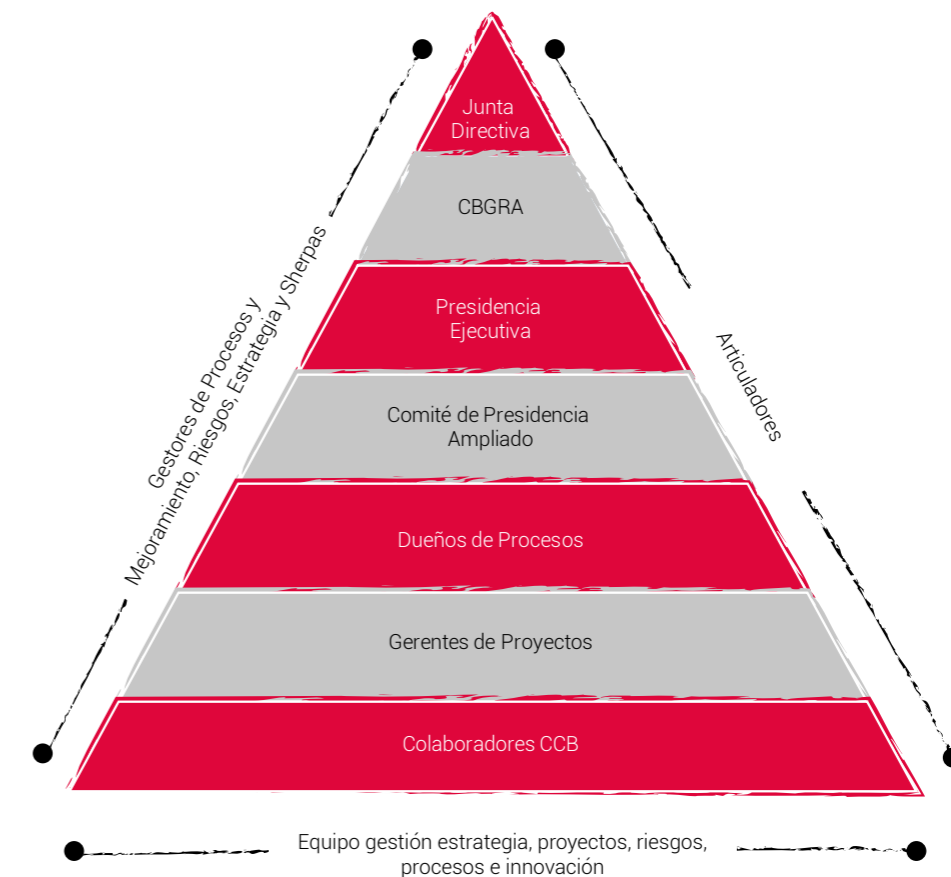 Junta
Directiva
CBGRA
Presidencia
Ejecutiva
Comité de Presidencia
Ampliado
Dueños de Procesos
Gerentes de Proyectos
Colaboradores CCB
Gestores de Procesos y
Mejoramiento, Riesgos, Estrategia y Sherpas
Articuladores
Equipo gestión estrategia, proyectos, riesgos,
procesos e innovación